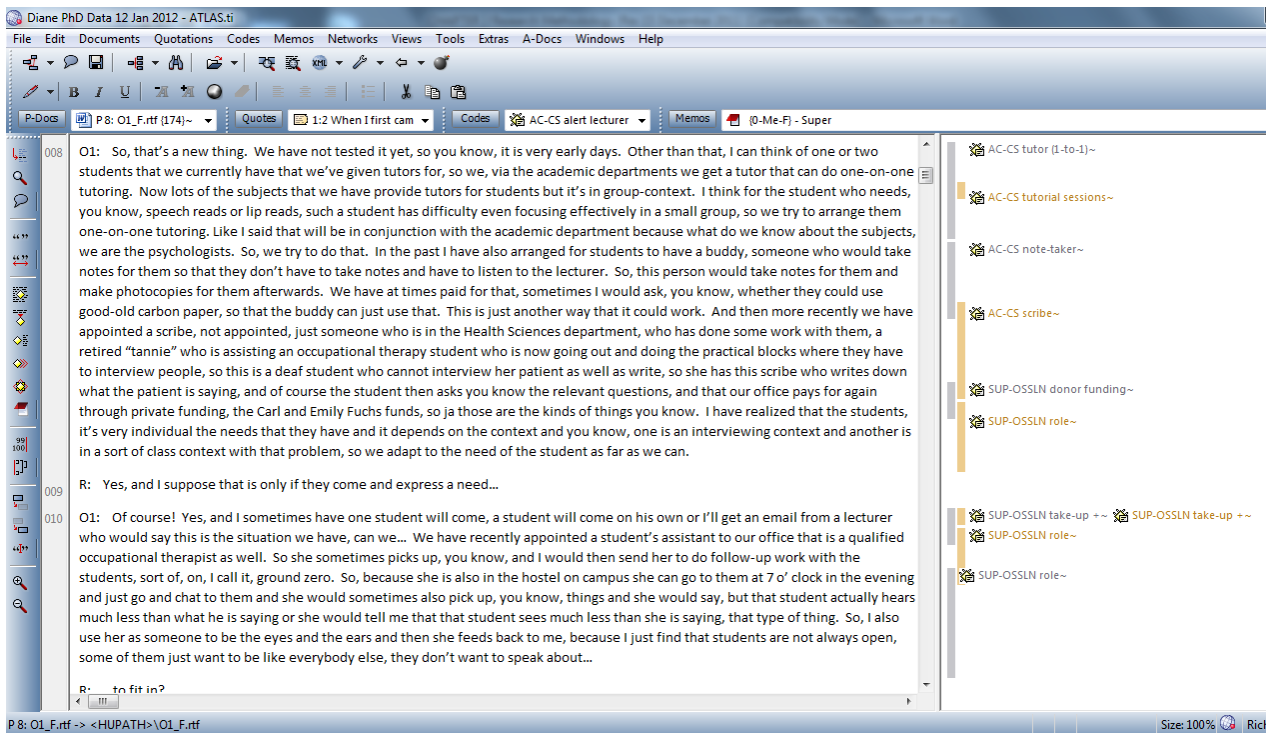 Diane PhD Data 12 Jan 2012 - ATLAS.ti
File Edit Documents Quotations Codes Memos Networks Views Tools Extras A-Docs Windows Help
B I U A A
P-Docs P 8: O1_F.rtf {174}~ Quotes 1:2 When I first cam Codes AC-CS alert lecturer Memos {0-Me-F} - Super
008 O1: So, that's a new thing. We have not tested it yet, so you know, it is very early days. Other than that, I can think of one or two
students that we currently have that we've given tutors for, so we, via the academic departments we get a tutor that can do one-on-one
tutoring. Now lots of the subjects that we have provide tutors for students but it's in group-context. I think for the student who needs,
you know, speech reads or lip reads, such a student has difficulty even focusing effectively in a small group, so we try to arrange them
one-on-one tutoring. Like I said that will be in conjunction with the academic department because what do we know about the subjects,
we are the psychologists. So, we try to do that. In the past I have also arranged for students to have a buddy, someone who would take
notes for them so that they don't have to take notes and have to listen to the lecturer. So, this person would take notes for them and
make photocopies for them afterwards. We have at times paid for that, sometimes I would ask, you know, whether they could use
good-old carbon paper, so that the buddy can just use that. This is just another way that it could work. And then more recently we have
appointed a scribe, not appointed, just someone who is in the Health Sciences department, who has done some work with them, a
retired "tannie" who is assisting an occupational therapy student who is now going out and doing the practical blocks where they have
to interview people, so this is a deaf student who cannot interview her patient as well as write, so she has this scribe who writes down
what the patient is saying, and of course the student then asks you know the relevant questions, and that our office pays for again
through private funding, the Carl and Emily Fuchs funds, so ja those are the kinds of things you know. I have realized that the students,
it's very individual the needs that they have and it depends on the context and you know, one is an interviewing context and another is
in a sort of class context with that problem, so we adapt to the need of the student as far as we can.
009 R: Yes, and I suppose that is only if they come and express a need...
010 O1: Of course! Yes, and I sometimes have one student will come, a student will come on his own or I'll get an email from a lecturer
who would say this is the situation we have, can we... We have recently appointed a student's assistant to our office that is a qualified
occupational therapist as well. So she sometimes picks up, you know, and I would then send her to do follow-up work with the
students, sort of, on, I call it, ground zero. So, because she is also in the hostel on campus she can go to them at 7 o' clock in the evening
and just go and chat to them and she would sometimes also pick up, you know, things and she would say, but that student actually hears
much less than what he is saying or she would tell me that that student sees much less than she is saying, that type of thing. So, I also
use her as someone to be the eyes and the ears and then she feeds back to me, because I just find that students are not always open,
some of them just want to be like everybody else, they don't want to speak about...
R: to fit in?
AC-CS tutor (1-to-1)~
AC-CS tutorial sessions~
AC-CS note-taker~
AC-CS scribe~
SUP-OSSLN donor funding~
SUP-OSSLN role~
SUP-OSSLN take-up +~ SUP-OSSLN take-up +~
SUP-OSSLN role~
SUP-OSSLN role~
P 8: O1_F.rtf -> <HUPATH>\O1_F.rtf Size: 100% Rich